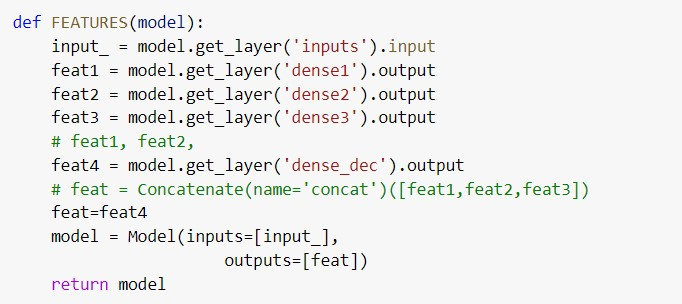 def FEATURES(model):
    input_ = model.get_layer('inputs').input
    feat1 = model.get_layer('dense1').output
    feat2 = model.get_layer('dense2').output
    feat3 = model.get_layer('dense3').output
    # feat1, feat2,
    feat4 = model.get_layer('dense_dec').output
    # feat = Concatenate(name='concat')([feat1,feat2,feat3])
    feat=feat4
    model = Model(inputs=[input_],
                    outputs=[feat])
    return model